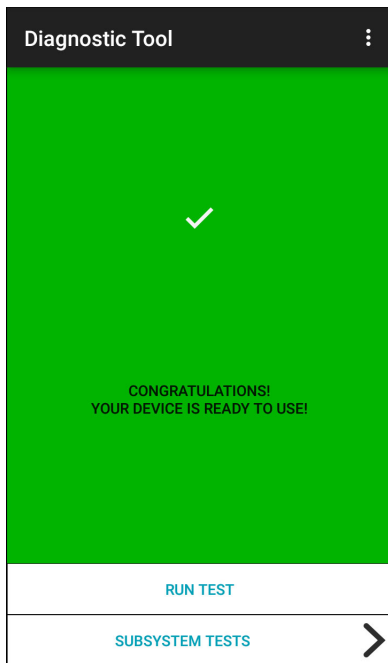 Diagnostic Tool
CONGRATULATIONS!
YOUR DEVICE IS READY TO USE!
RUN TEST
SUBSYSTEM TESTS